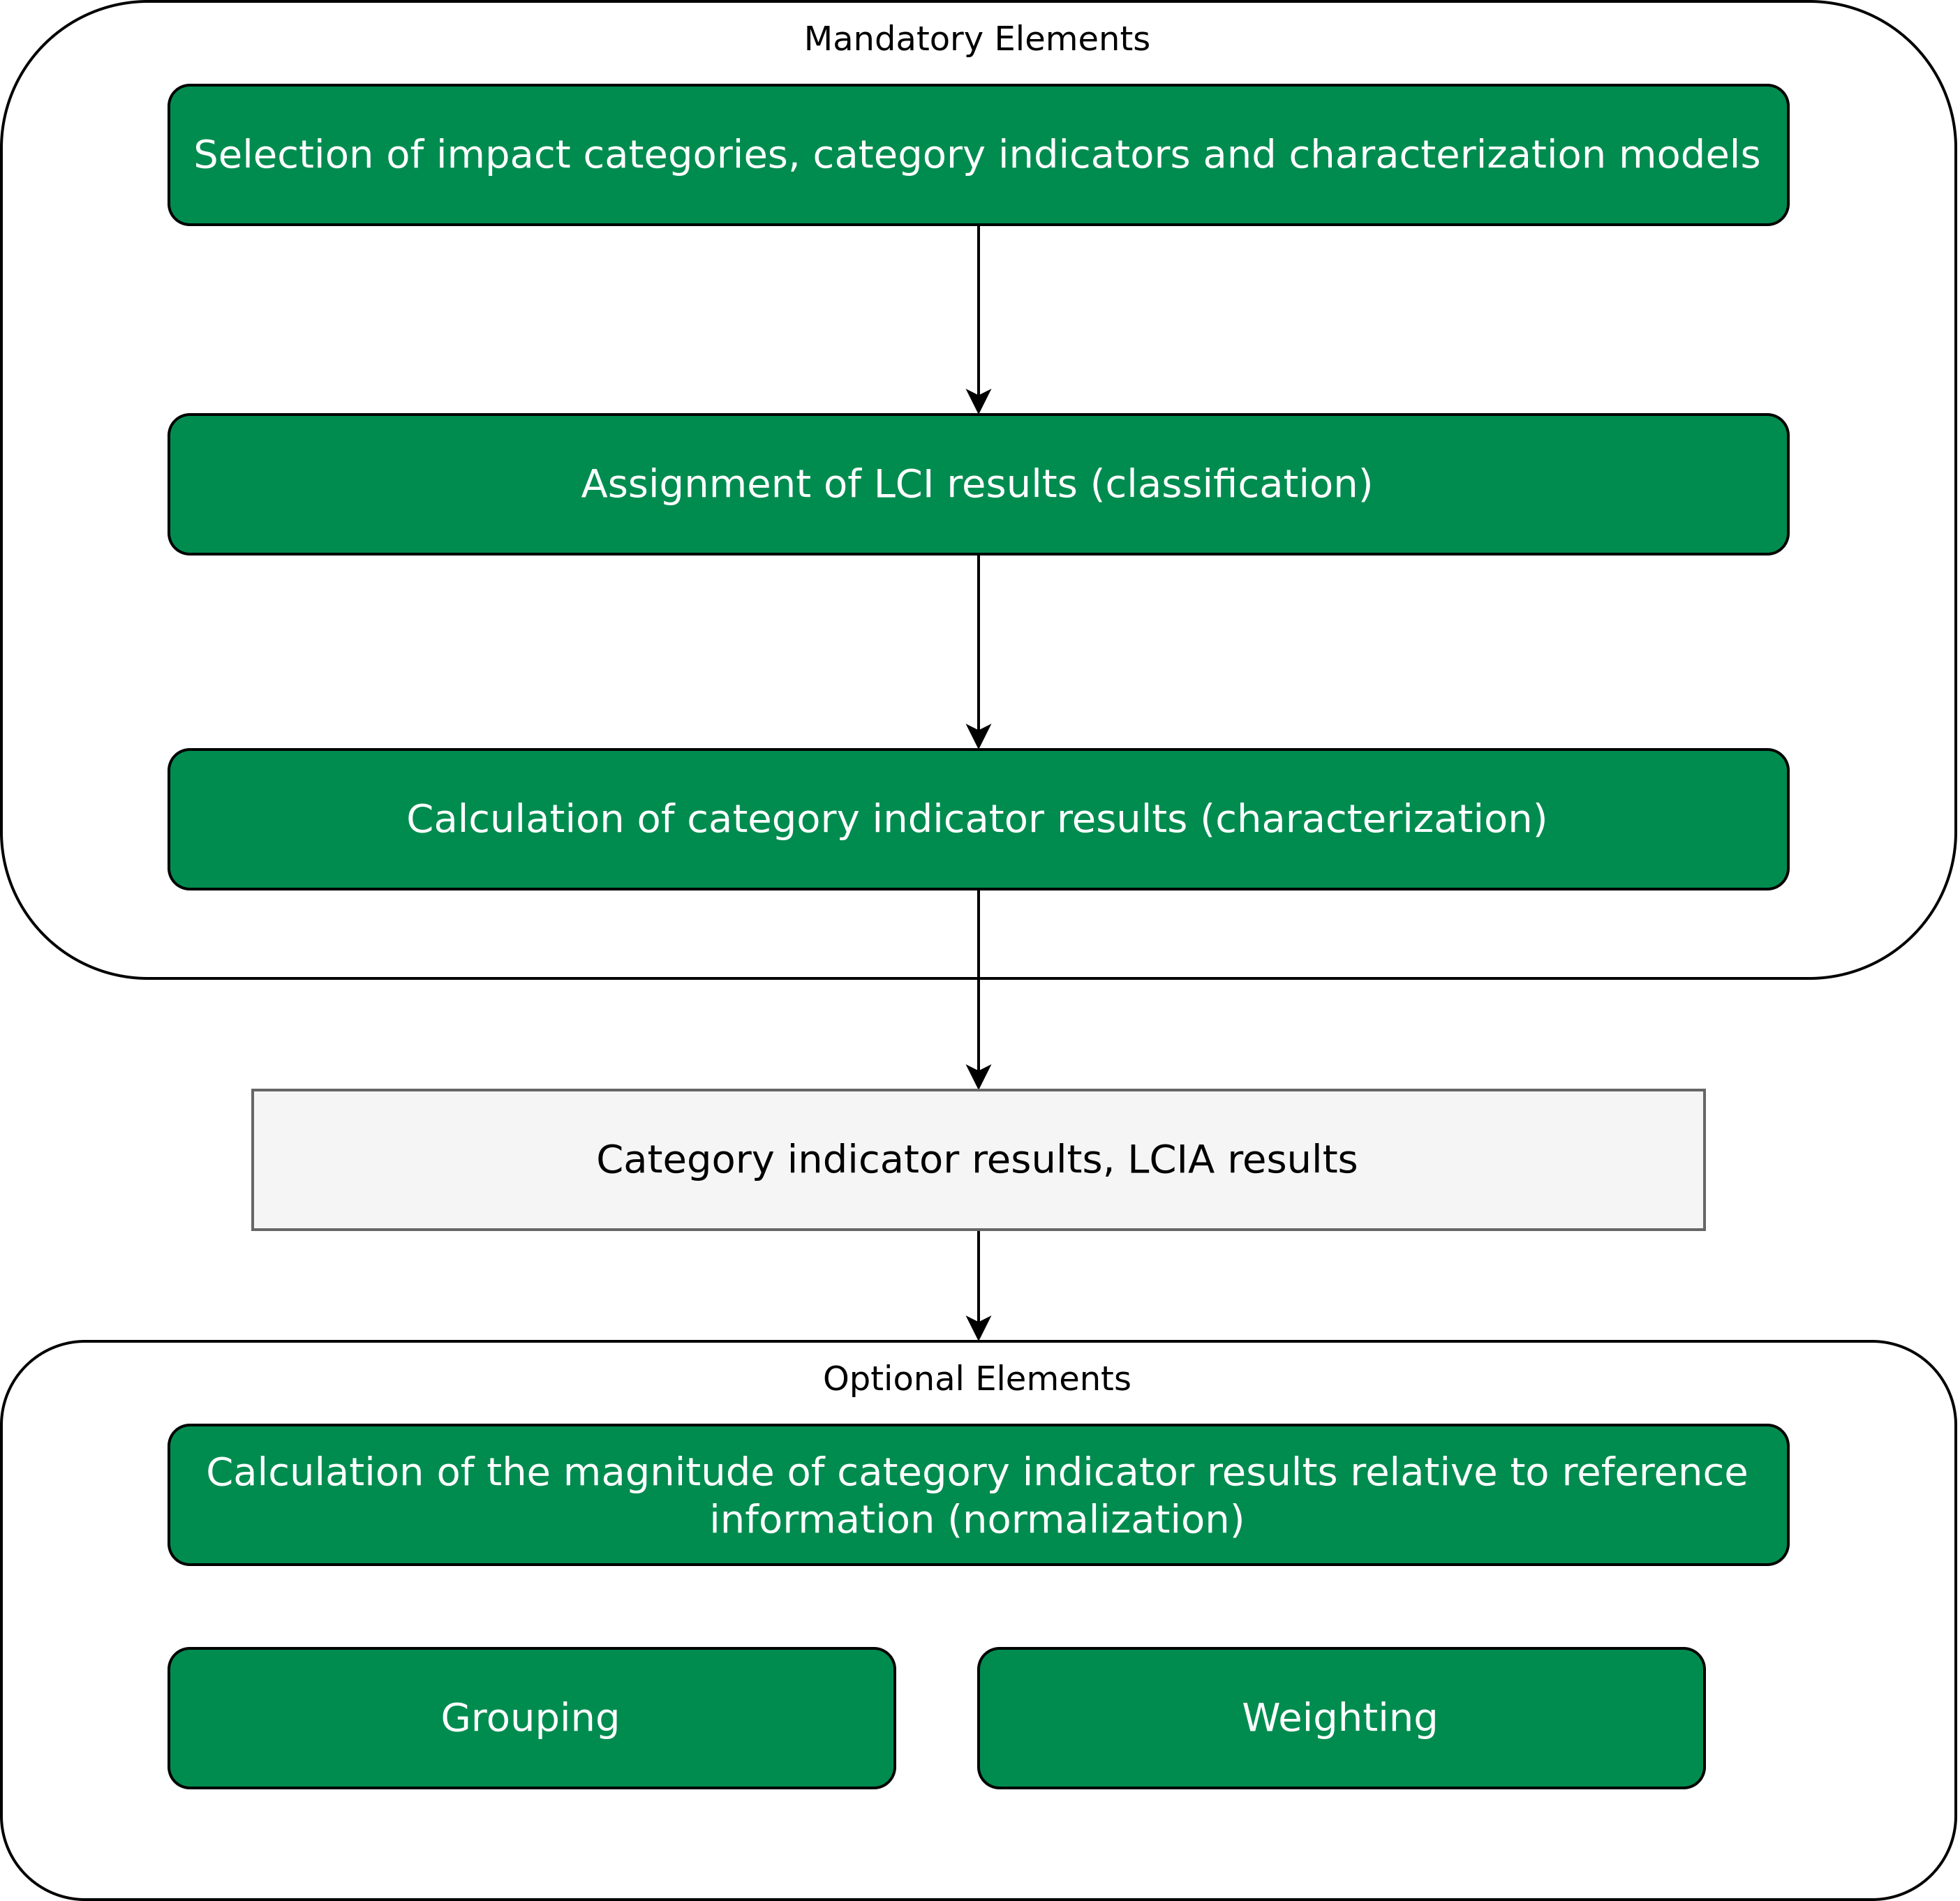 Mandatory Elements
Selection of impact categories, category indicators and characterization models
Assignment of LCI results (classification)
Calculation of category indicator results (characterization)
Category indicator results, LCIA results
Optional Elements
Calculation of the magnitude of category indicator results relative to reference
information (normalization)
Grouping
Weighting